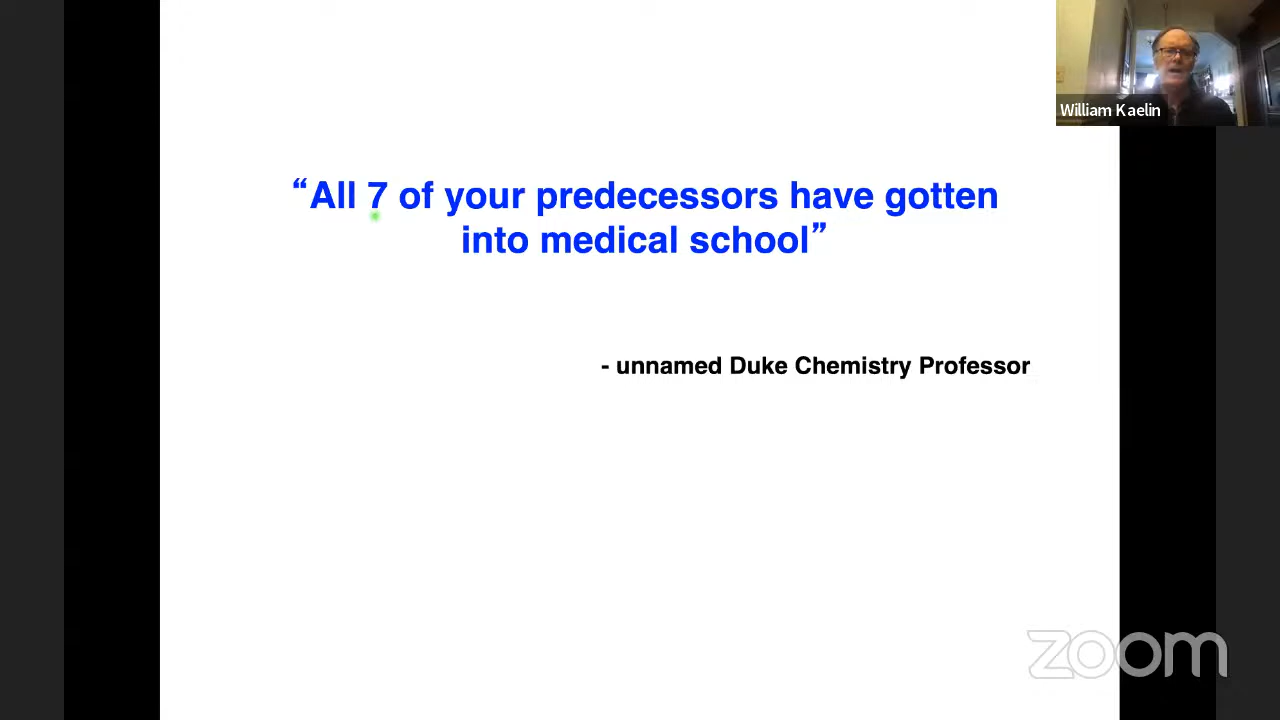 William Kaelin
“All 7 of your predecessors have gotten
into medical school”
- unnamed Duke Chemistry Professor
zoom